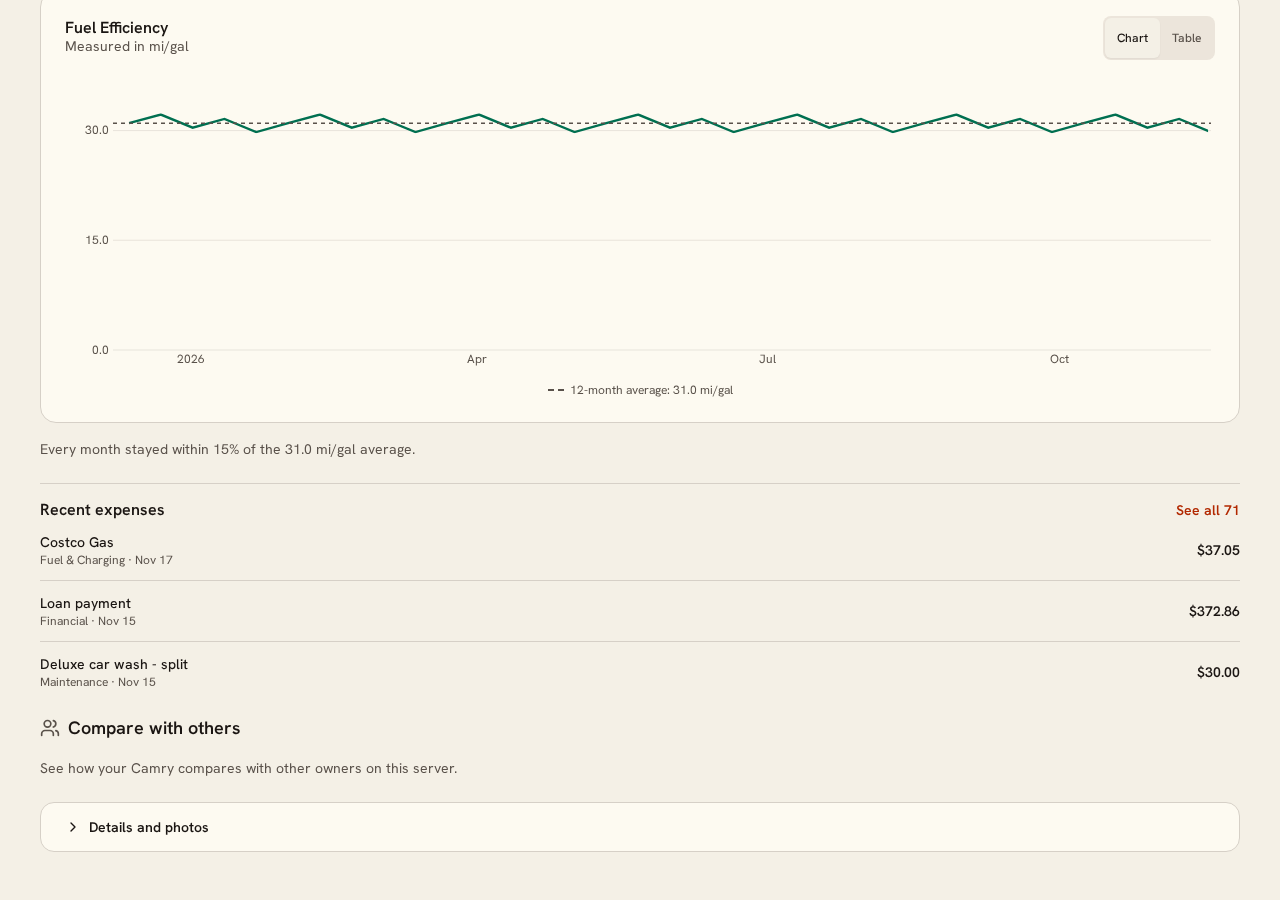 Fuel Efficiency
Measured in mi/gal
Chart
Table
30.0
15.0
0.0
2026
Apr
Jul
Oct
12-month average: 31.0 mi/gal
Every month stayed within 15% of the 31.0 mi/gal average.
Recent expenses
See all 71
Costco Gas
Fuel & Charging · Nov 17
$37.05
Loan payment
Financial · Nov 15
$372.86
Deluxe car wash - split
Maintenance · Nov 15
$30.00
Compare with others
See how your Camry compares with other owners on this server.
Details and photos